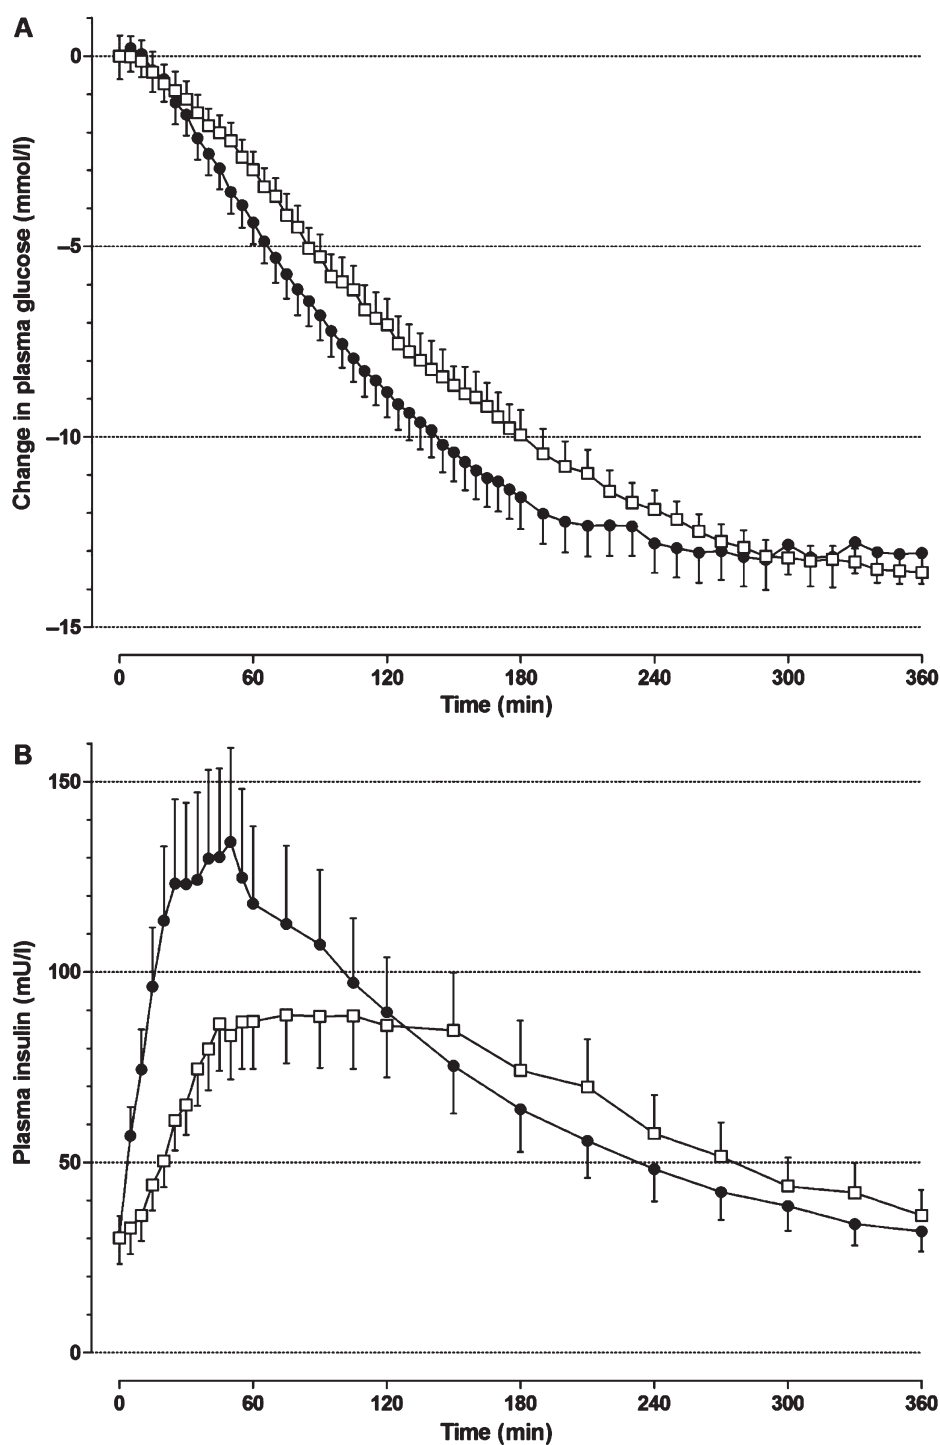 A
0
–5
–10
–15
Change in plasma glucose (mmol/l)
0 60 120 180 240 300 360
Time (min)
B
150
100
50
0
Plasma insulin (mU/l)
0 60 120 180 240 300 360
Time (min)